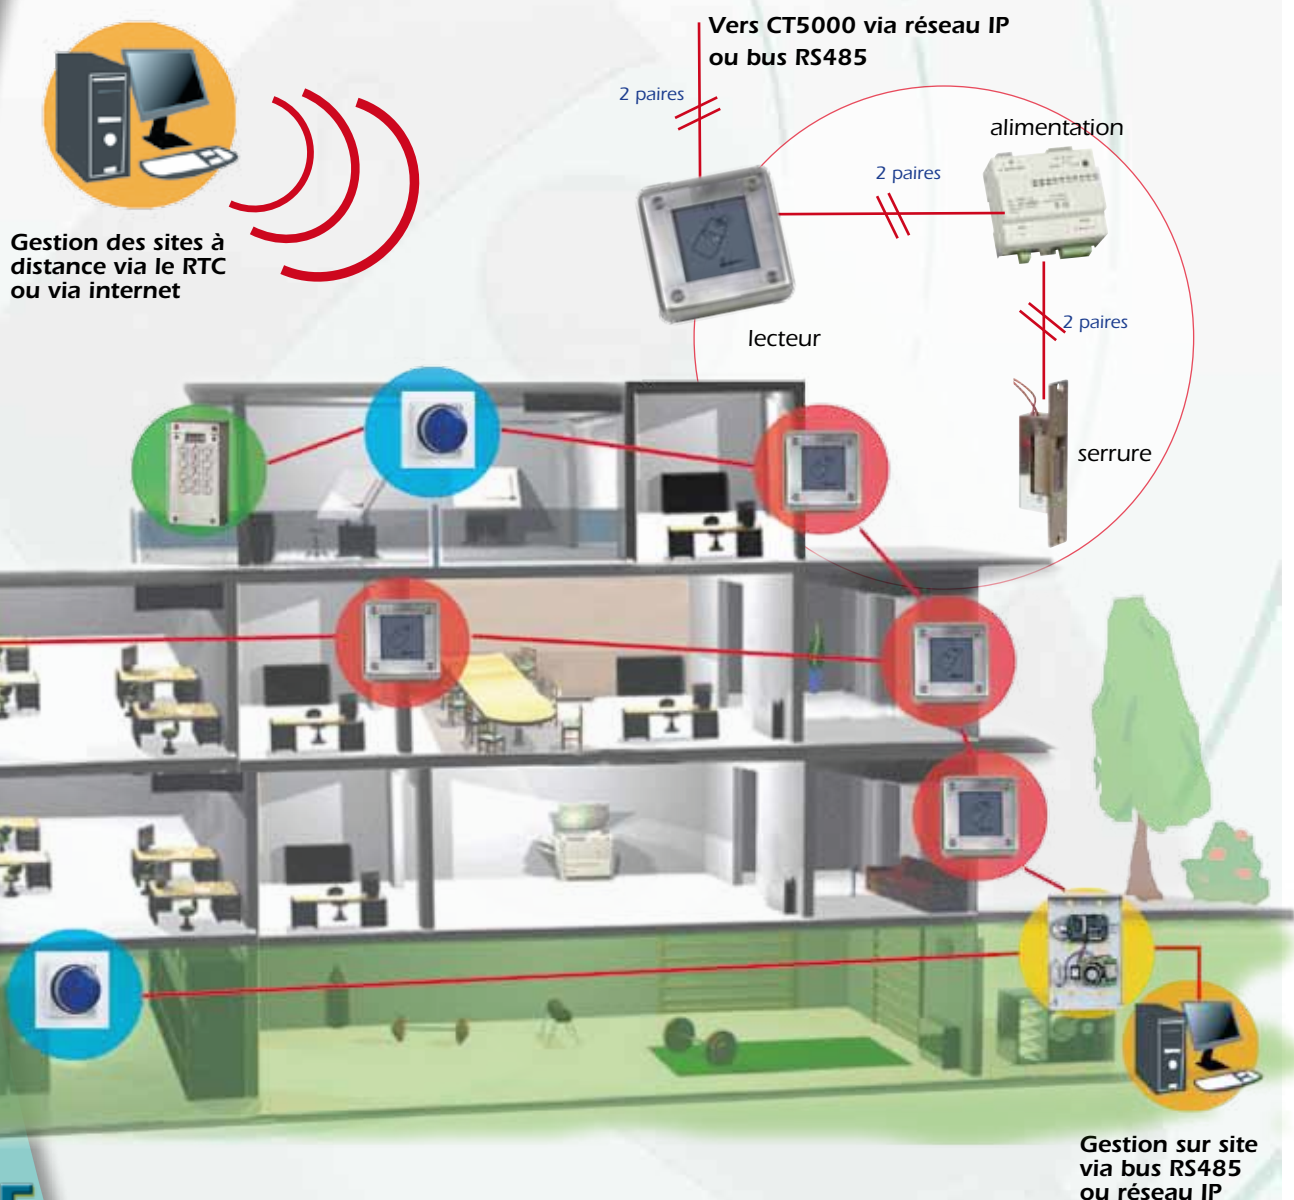 Vers CT5000 via réseau IP
ou bus RS485
2 paires
alimentation
2 paires
Gestion des sites à
distance via le RTC
ou via internet
2 paires
lecteur
serrure
Gestion sur site
via bus RS485
ou réseau IP